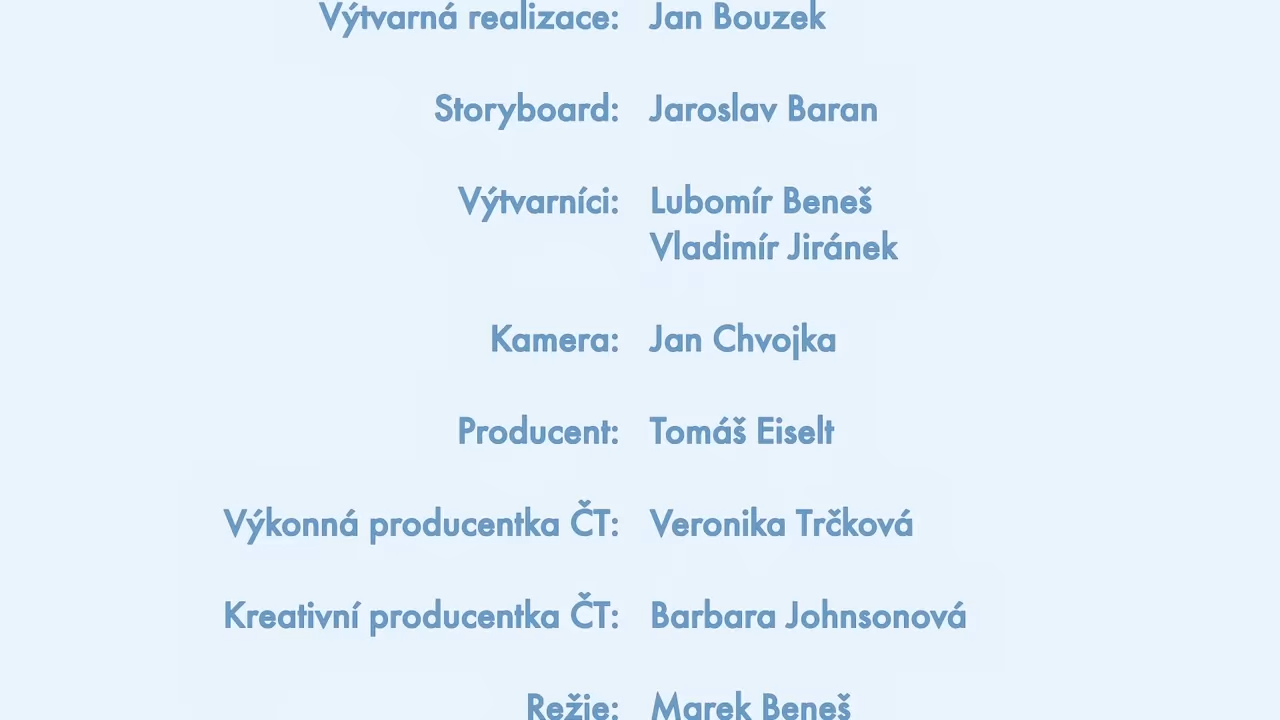 Výtvarná realizace: Jan Bouzek
Storyboard: Jaroslav Baran
Výtvarníci: Lubomír Beneš
Vladimír Jiránek
Kamera: Jan Chvojka
Producent: Tomáš Eiselt
Výkonná producentka ČT: Veronika Trčková
Kreativní producentka ČT: Barbara Johnsonová
Režie: Marek Beneš